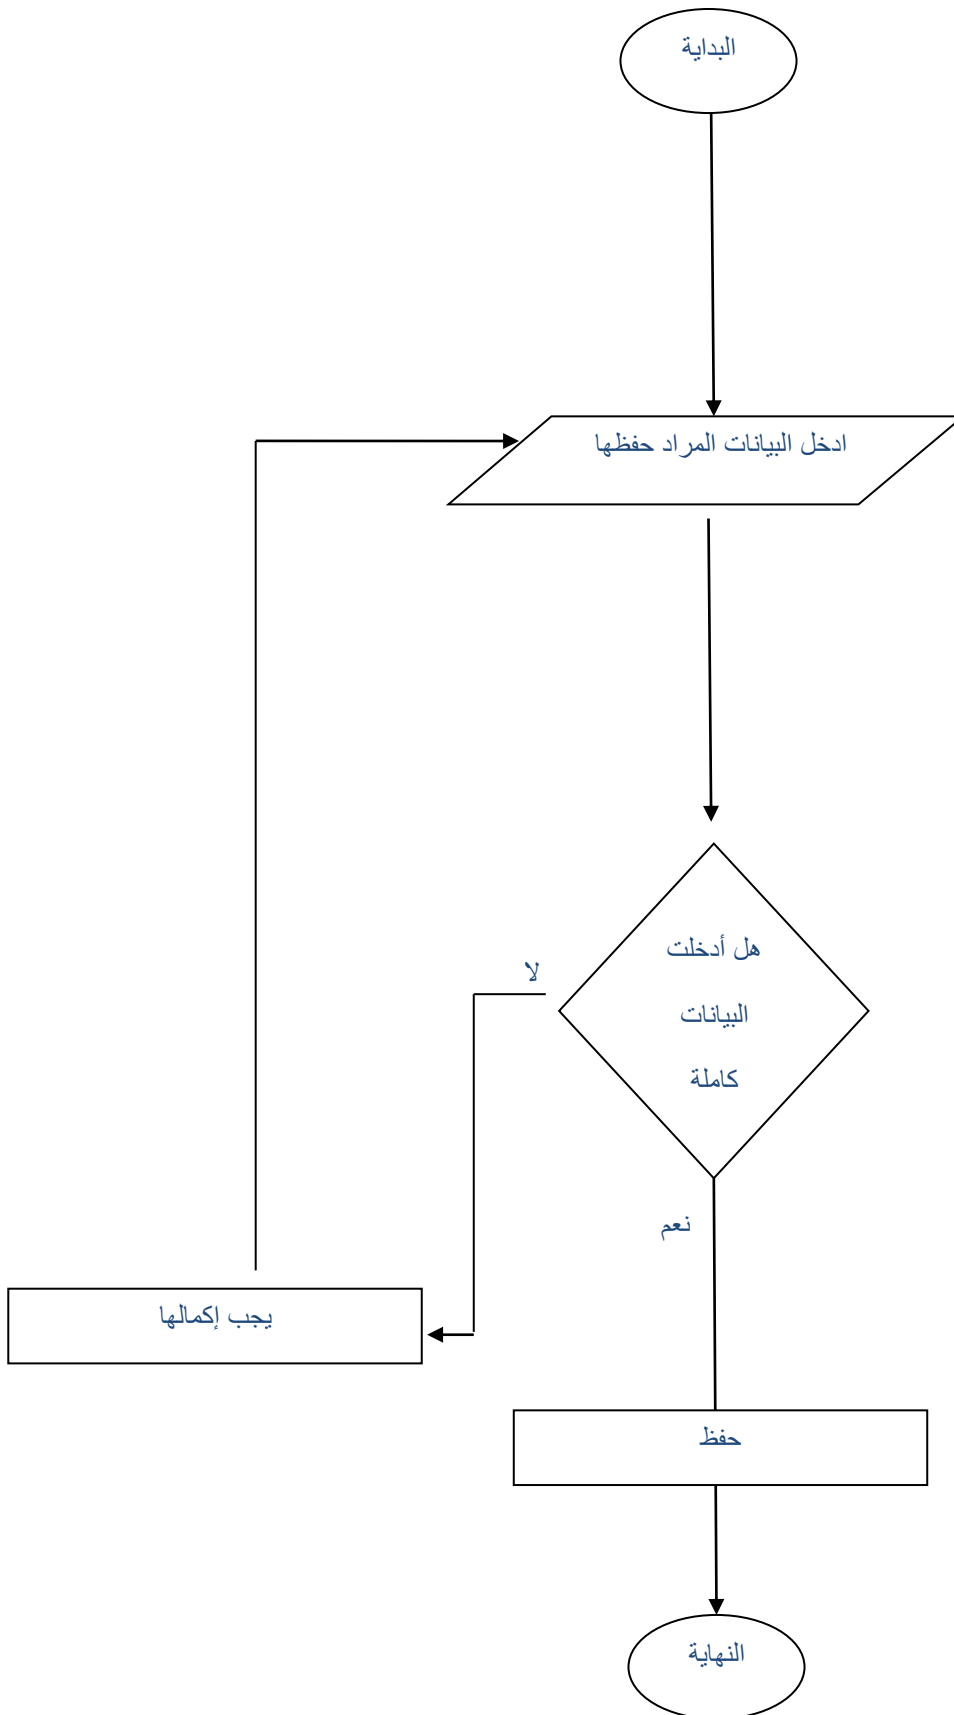 البداية
ادخل البيانات المراد حفظها
هل أدخلت
البيانات
كاملة
لا
نعم
يجب إكمالها
حفظ
النهاية